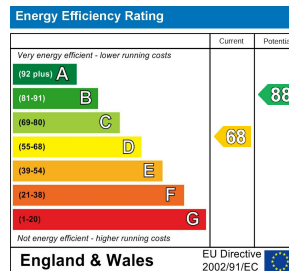 Energy Efficiency Rating
Current Potentia
Very energy efficient - lower running costs
(92 plus) A
(81-91) B
88
(69-80) C
(55-68) D
68
(39-54) E
(21-38) F
(1-20) G
Not energy efficient - higher running costs
England & Wales
EU Directive
2002/91/EC